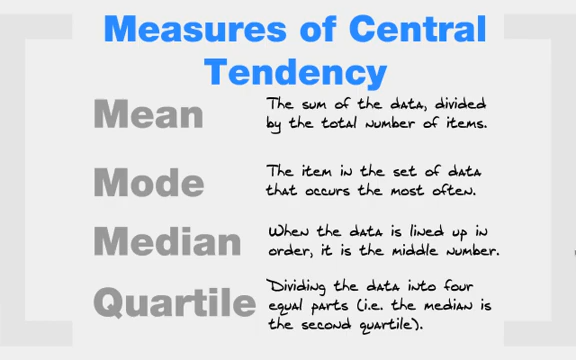 Measures of Central
Tendency
Mean
The sum of the data, divided
by the total number of items.
Mode
The item in the set of data
that occurs the most often.
Median
When the data is lined up in
order, it is the middle number.
Quartile
Dividing the data into four
equal parts (i.e. the median is
the second quartile).